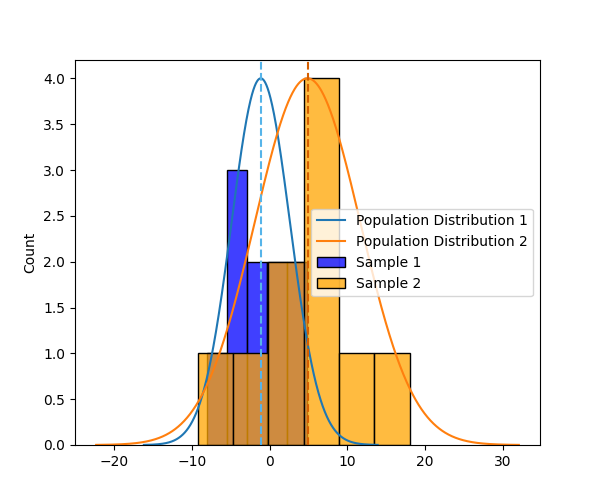 4.0
3.5
3.0
2.5
2.0
1.5
1.0
0.5
0.0
Count
Population Distribution 1
Population Distribution 2
Sample 1
Sample 2
−20 −10 0 10 20 30